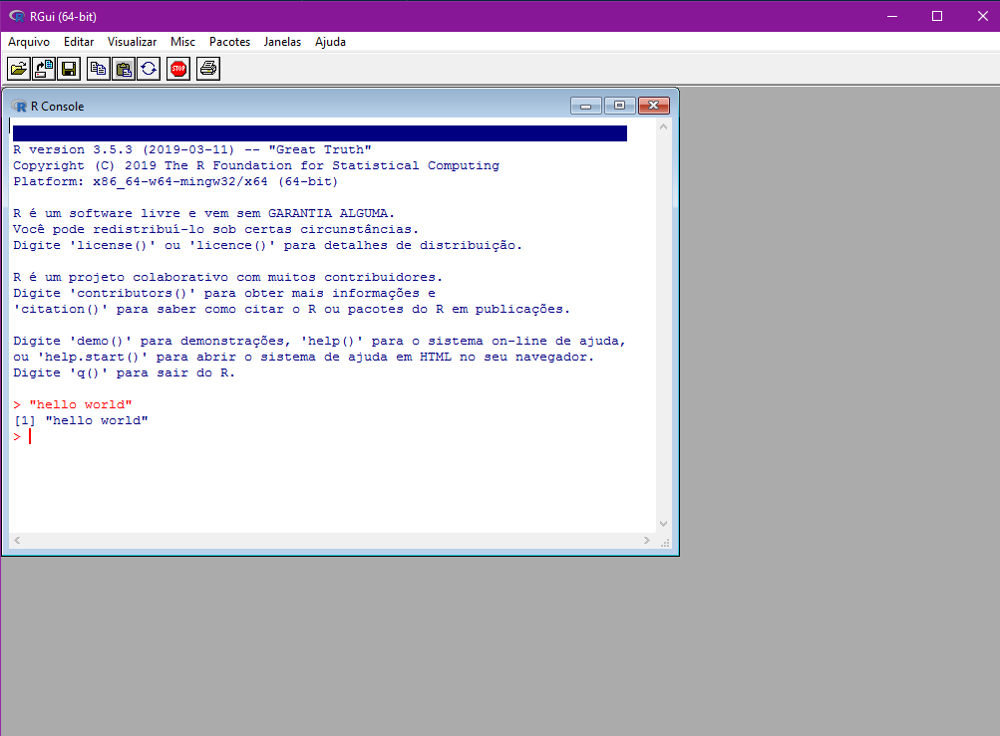 RGui (64-bit)
Arquivo Editar Visualizar Misc Pacotes Janelas Ajuda
STOP
R Console
R version 3.5.3 (2019-03-11) -- "Great Truth"
Copyright (C) 2019 The R Foundation for Statistical Computing
Platform: x86_64-w64-mingw32/x64 (64-bit)
R é um software livre e vem sem GARANTIA ALGUMA.
Você pode redistribuí-lo sob certas circunstâncias.
Digite 'license()' ou 'licence()' para detalhes de distribuição.
R é um projeto colaborativo com muitos contribuidores.
Digite 'contributors()' para obter mais informações e
'citation()' para saber como citar o R ou pacotes do R em publicações.
Digite 'demo()' para demonstrações, 'help()' para o sistema on-line de ajuda,
ou 'help.start()' para abrir o sistema de ajuda em HTML no seu navegador.
Digite 'q()' para sair do R.
> "hello world"
[1] "hello world"
>